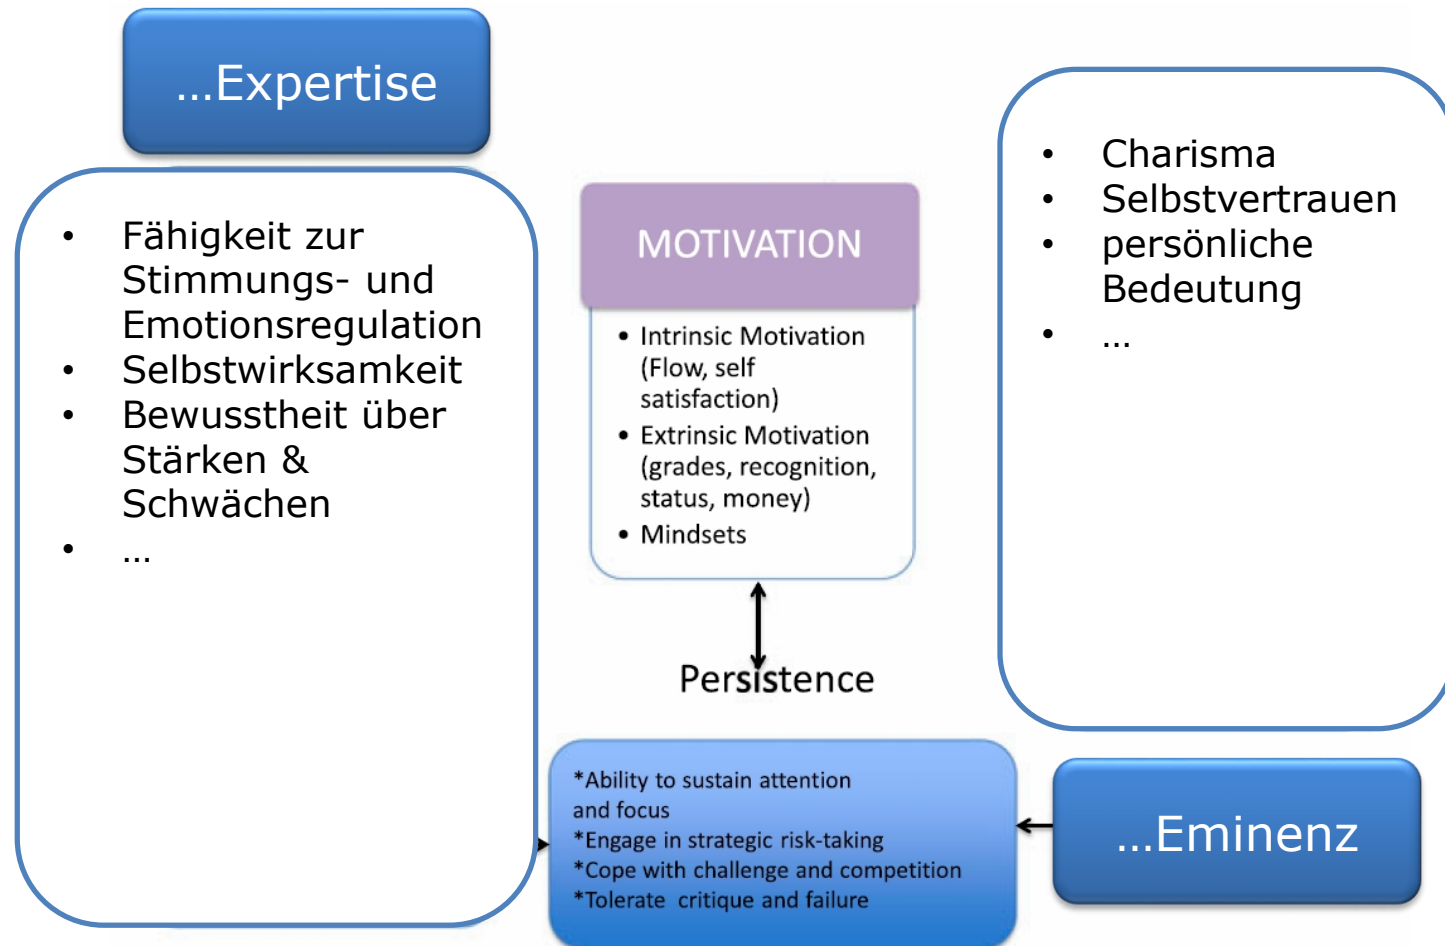 …Expertise
• Fähigkeit zur
Stimmungs- und
Emotionsregulation
• Selbstwirksamkeit
• Bewusstheit über
Stärken &
Schwächen
• …
MOTIVATION
• Intrinsic Motivation
(Flow, self
satisfaction)
• Extrinsic Motivation
(grades, recognition,
status, money)
• Mindsets
Persistence
*Ability to sustain attention
and focus
*Engage in strategic risk-taking
*Cope with challenge and competition
*Tolerate critique and failure
• Charisma
• Selbstvertrauen
• persönliche
Bedeutung
• …
…Eminenz